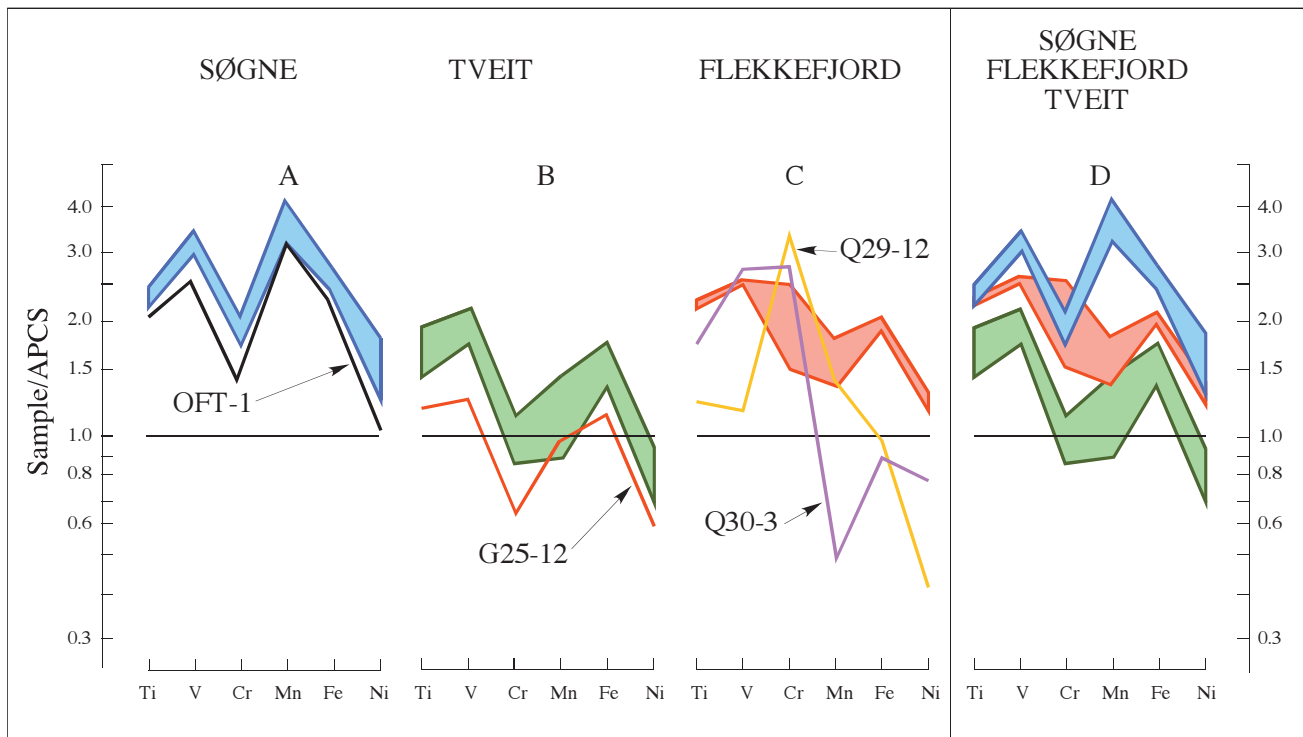 SØGNE
TVEIT
FLEKKEFJORD
SØGNE
FLEKKEFJORD
TVEIT
A
B
C
D
Sample/APCS
4.0
3.0
2.0
1.5
1.0
0.8
0.6
0.3
OFT-1
G25-12
Q29-12
Q30-3
4.0
3.0
2.0
1.5
1.0
0.8
0.6
0.3
Ti V Cr Mn Fe Ni
Ti V Cr Mn Fe Ni
Ti V Cr Mn Fe Ni
Ti V Cr Mn Fe Ni